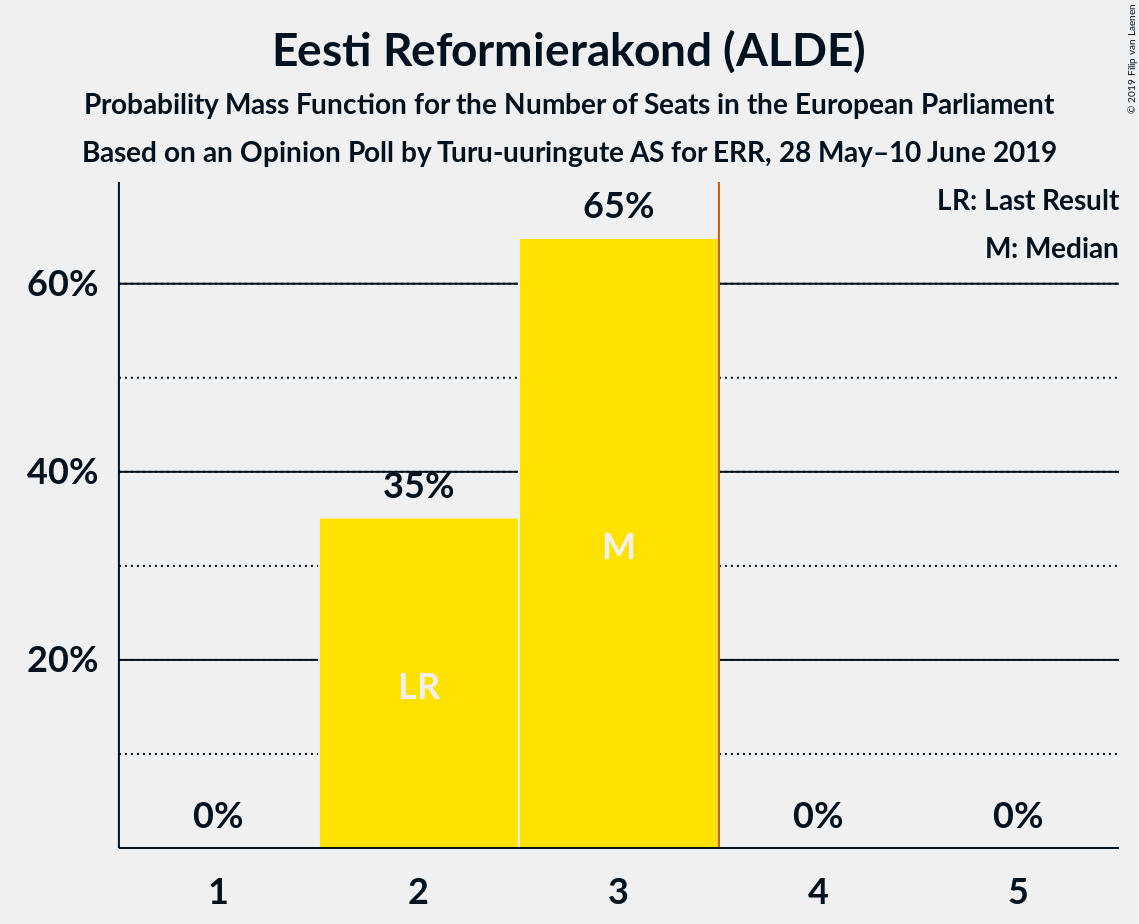 Eesti Reformierakond (ALDE)
Probability Mass Function for the Number of Seats in the European Parliament
Based on an Opinion Poll by Turu-uuringute AS for ERR, 28 May–10 June 2019
© 2019 Filip van Laenen
LR: Last Result
M: Median
65%
60%
40%
35%
M
20%
LR
0%
0%
0%
1
2
3
4
5